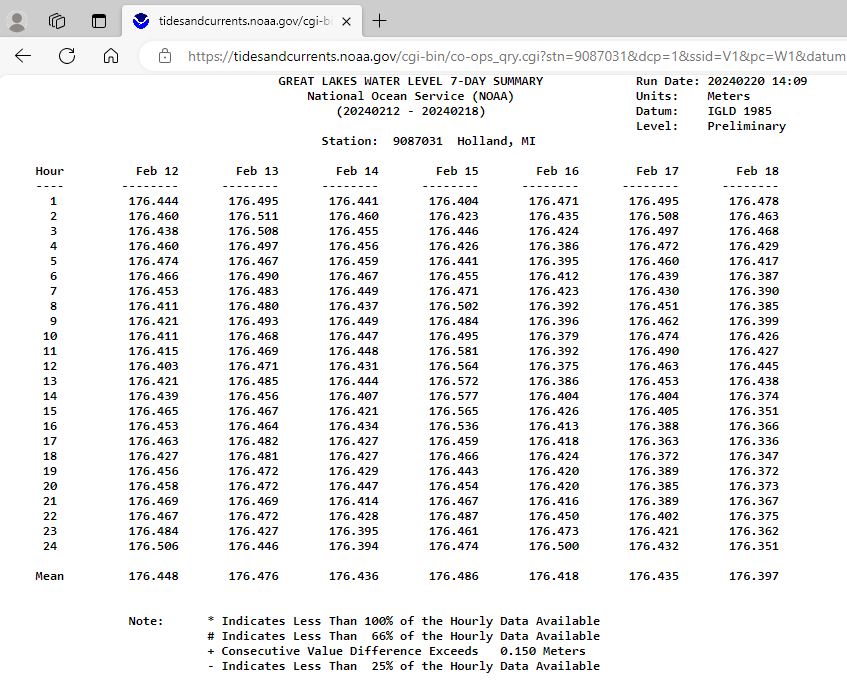 tidesandcurrents.noaa.gov/cgi-bi
https://tidesandcurrents.noaa.gov/cgi-bin/co-ops_qry.cgi?stn=9087031&dcp=1&ssid=V1&pc=W1&datum
GREAT LAKES WATER LEVEL 7-DAY SUMMARY Run Date: 20240220 14:09
National Ocean Service (NOAA) Units: Meters
(20240212 - 20240218) Datum: IGLD 1985
Level: Preliminary
Station: 9087031 Holland, MI
Hour Feb 12 Feb 13 Feb 14 Feb 15 Feb 16 Feb 17 Feb 18
---- -------- -------- -------- -------- -------- -------- --------
1 176.444 176.495 176.441 176.404 176.471 176.495 176.478
2 176.460 176.511 176.460 176.423 176.435 176.508 176.463
3 176.438 176.508 176.455 176.446 176.424 176.497 176.468
4 176.460 176.497 176.456 176.426 176.386 176.472 176.429
5 176.474 176.467 176.459 176.441 176.395 176.460 176.417
6 176.466 176.490 176.467 176.455 176.412 176.439 176.387
7 176.453 176.483 176.449 176.471 176.423 176.430 176.390
8 176.411 176.480 176.437 176.502 176.392 176.451 176.385
9 176.421 176.493 176.449 176.484 176.396 176.462 176.399
10 176.411 176.468 176.447 176.495 176.379 176.474 176.426
11 176.415 176.469 176.448 176.581 176.392 176.490 176.427
12 176.403 176.471 176.431 176.564 176.375 176.463 176.445
13 176.421 176.485 176.444 176.572 176.386 176.453 176.438
14 176.439 176.456 176.407 176.577 176.404 176.404 176.374
15 176.465 176.467 176.421 176.565 176.426 176.405 176.351
16 176.453 176.464 176.434 176.536 176.413 176.388 176.366
17 176.463 176.482 176.427 176.459 176.418 176.363 176.336
18 176.427 176.481 176.427 176.466 176.424 176.372 176.347
19 176.456 176.472 176.429 176.443 176.420 176.389 176.372
20 176.458 176.472 176.447 176.454 176.420 176.385 176.373
21 176.469 176.469 176.414 176.467 176.416 176.389 176.367
22 176.467 176.472 176.428 176.487 176.450 176.402 176.375
23 176.484 176.427 176.395 176.461 176.473 176.421 176.362
24 176.506 176.446 176.394 176.474 176.500 176.432 176.351
Mean 176.448 176.476 176.436 176.486 176.418 176.435 176.397
Note: * Indicates Less Than 100% of the Hourly Data Available
# Indicates Less Than 66% of the Hourly Data Available
+ Consecutive Value Difference Exceeds 0.150 Meters
- Indicates Less Than 25% of the Hourly Data Available